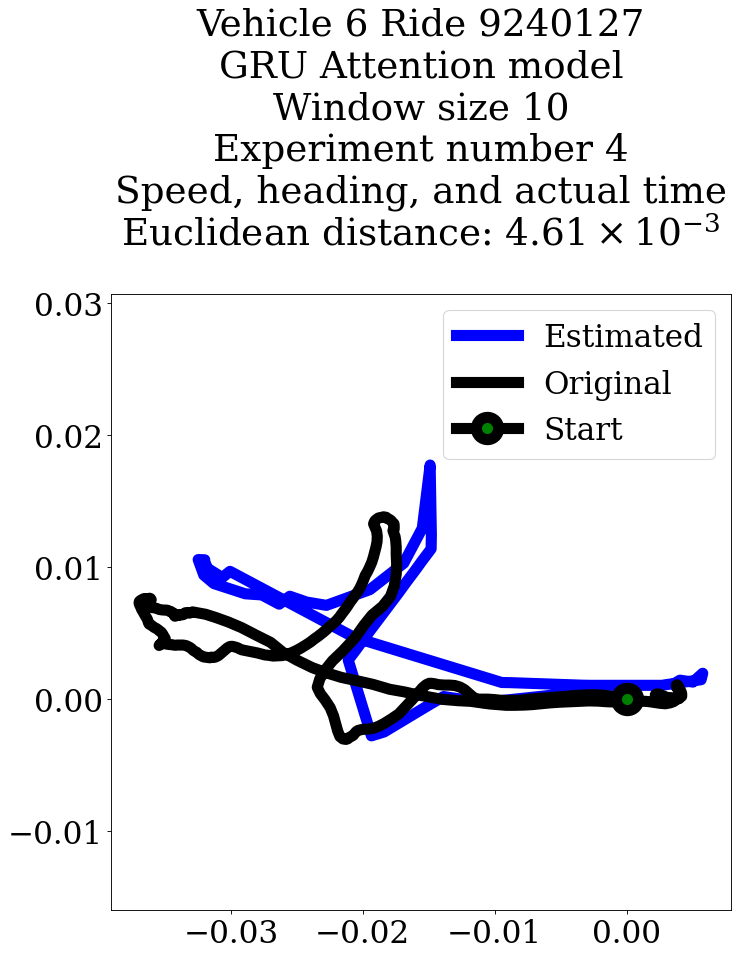 Vehicle 6 Ride 9240127
GRU Attention model
Window size 10
Experiment number 4
Speed, heading, and actual time
Euclidean distance: 4.61 × 10⁻³
0.03
0.02
0.01
0.00
−0.01
Estimated
Original
Start
−0.03
−0.02
−0.01
0.00